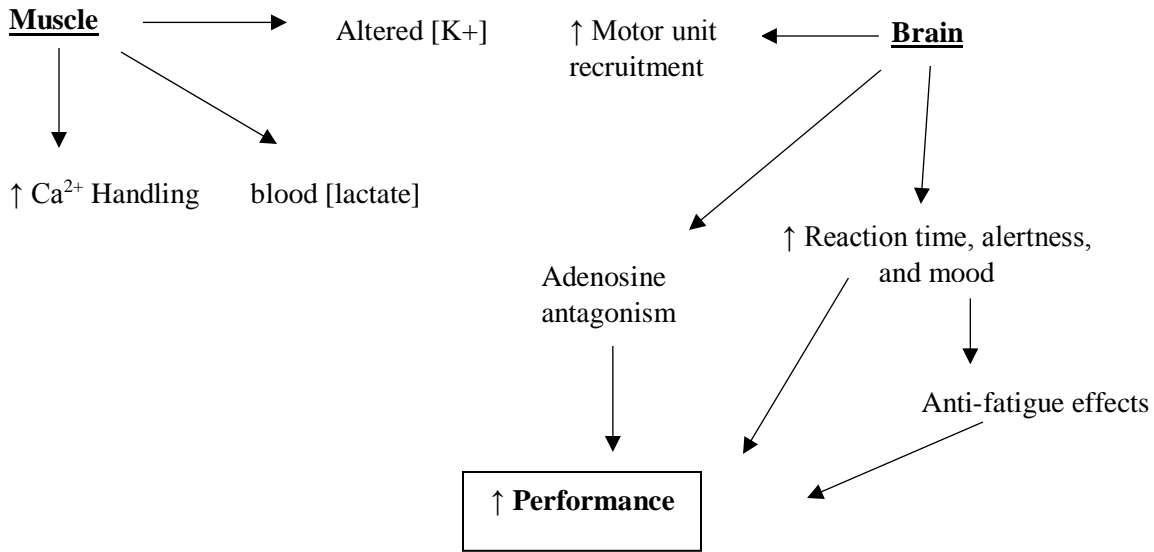 Muscle
Altered [K+]
↑ Motor unit
recruitment
Brain
↑ Ca²⁺ Handling
blood [lactate]
↑ Reaction time, alertness,
and mood
Adenosine
antagonism
Anti-fatigue effects
↑ Performance